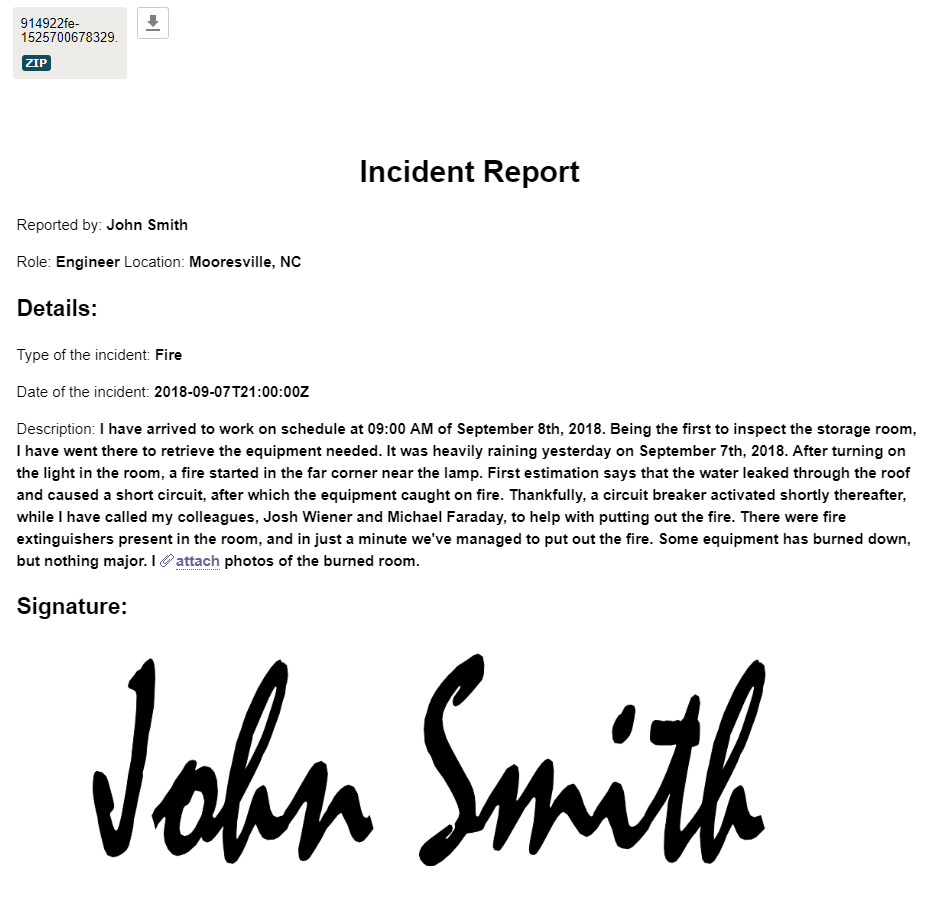 914922fe-
1525700678329.
ZIP
Incident Report
Reported by: John Smith
Role: Engineer Location: Mooresville, NC
Details:
Type of the incident: Fire
Date of the incident: 2018-09-07T21:00:00Z
Description: I have arrived to work on schedule at 09:00 AM of September 8th, 2018. Being the first to inspect the storage room,
I have went there to retrieve the equipment needed. It was heavily raining yesterday on September 7th, 2018. After turning on
the light in the room, a fire started in the far corner near the lamp. First estimation says that the water leaked through the roof
and caused a short circuit, after which the equipment caught on fire. Thankfully, a circuit breaker activated shortly thereafter,
while I have called my colleagues, Josh Wiener and Michael Faraday, to help with putting out the fire. There were fire
extinguishers present in the room, and in just a minute we've managed to put out the fire. Some equipment has burned down,
but nothing major. I attach photos of the burned room.
Signature:
John Smith